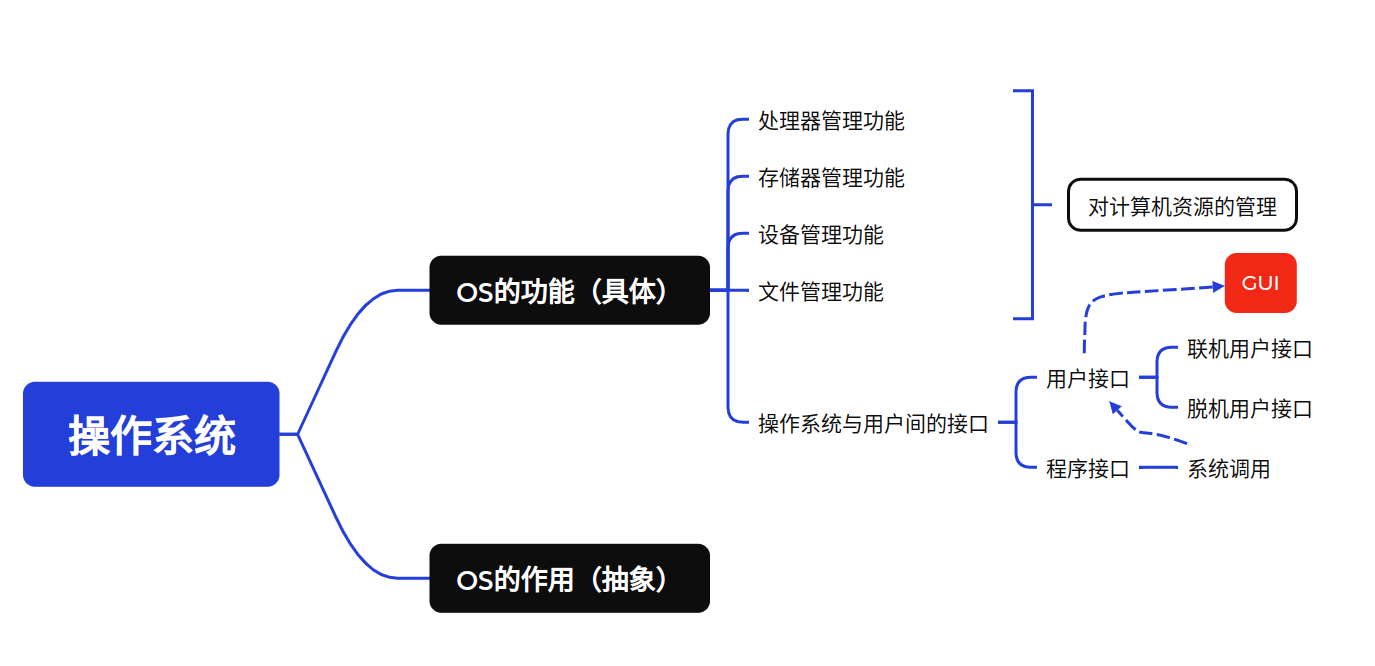 操作系统
OS的功能（具体）
处理器管理功能
存储器管理功能
设备管理功能
文件管理功能
对计算机资源的管理
操作系统与用户间的接口
用户接口
GUI
联机用户接口
脱机用户接口
程序接口
系统调用
OS的作用（抽象）